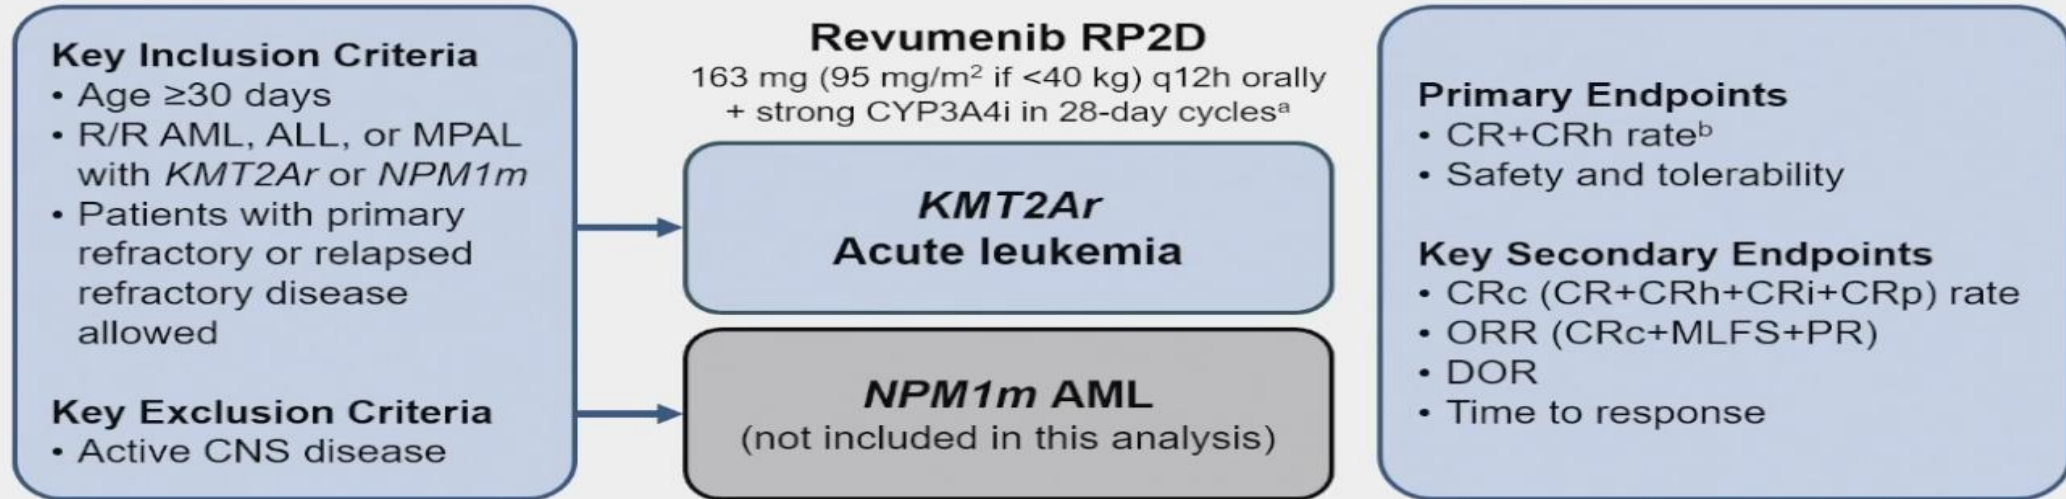 Key Inclusion Criteria
• Age ≥30 days
• R/R AML, ALL, or MPAL
with KMT2Ar or NPM1m
• Patients with primary
refractory or relapsed
refractory disease
allowed
Key Exclusion Criteria
• Active CNS disease
Revumenib RP2D
163 mg (95 mg/m² if <40 kg) q12h orally
+ strong CYP3A4i in 28-day cyclesᵃ
KMT2Ar
Acute leukemia
NPM1m AML
(not included in this analysis)
Primary Endpoints
• CR+CRh rateᵇ
• Safety and tolerability
Key Secondary Endpoints
• CRc (CR+CRh+CRi+CRp) rate
• ORR (CRc+MLFS+PR)
• DOR
• Time to response